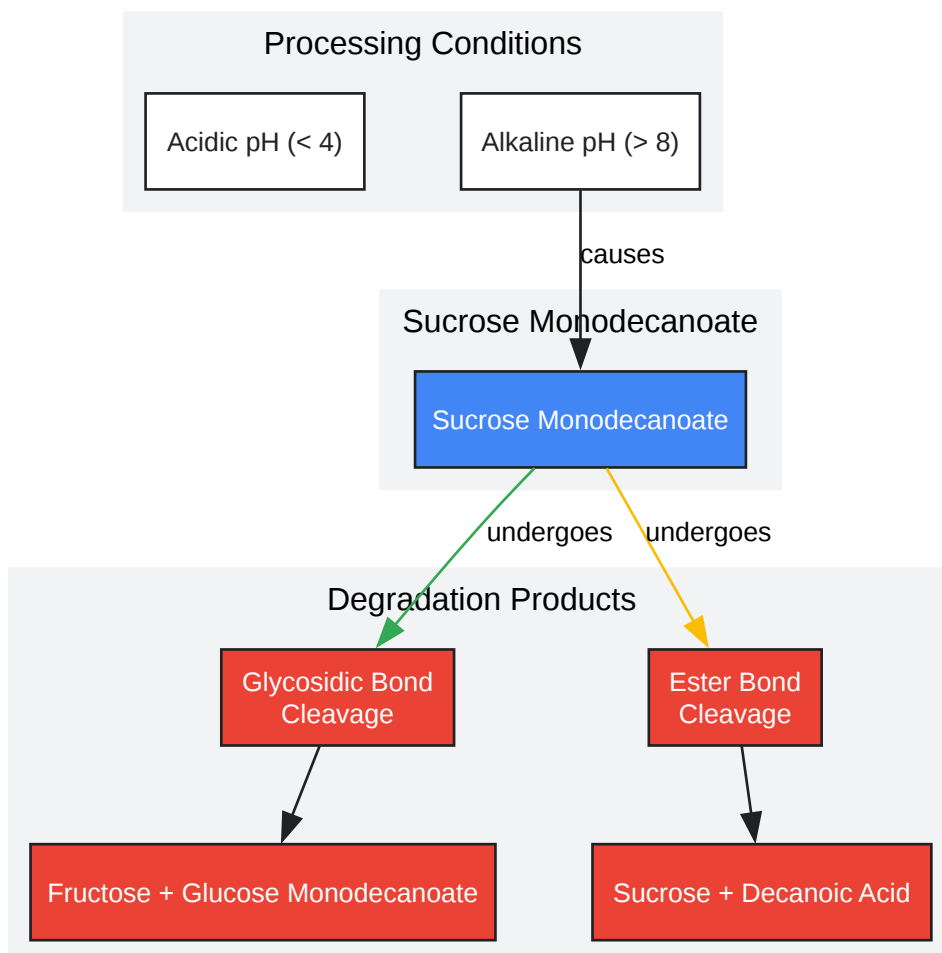 Processing Conditions
Acidic pH (< 4)
Alkaline pH (> 8)
causes
Sucrose Monodecanoate
Sucrose Monodecanoate
undergoes
undergoes
Degradation Products
Glycosidic Bond
Cleavage
Ester Bond
Cleavage
Fructose + Glucose Monodecanoate
Sucrose + Decanoic Acid